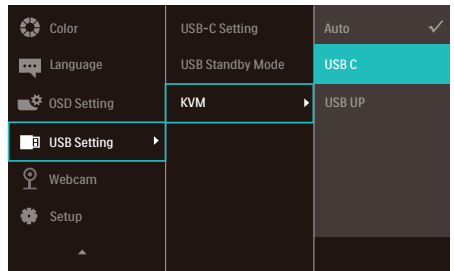 Color
Language
OSD Setting
USB Setting
Webcam
Setup
USB-C Setting
USB Standby Mode
KVM
Auto
USB C
USB UP